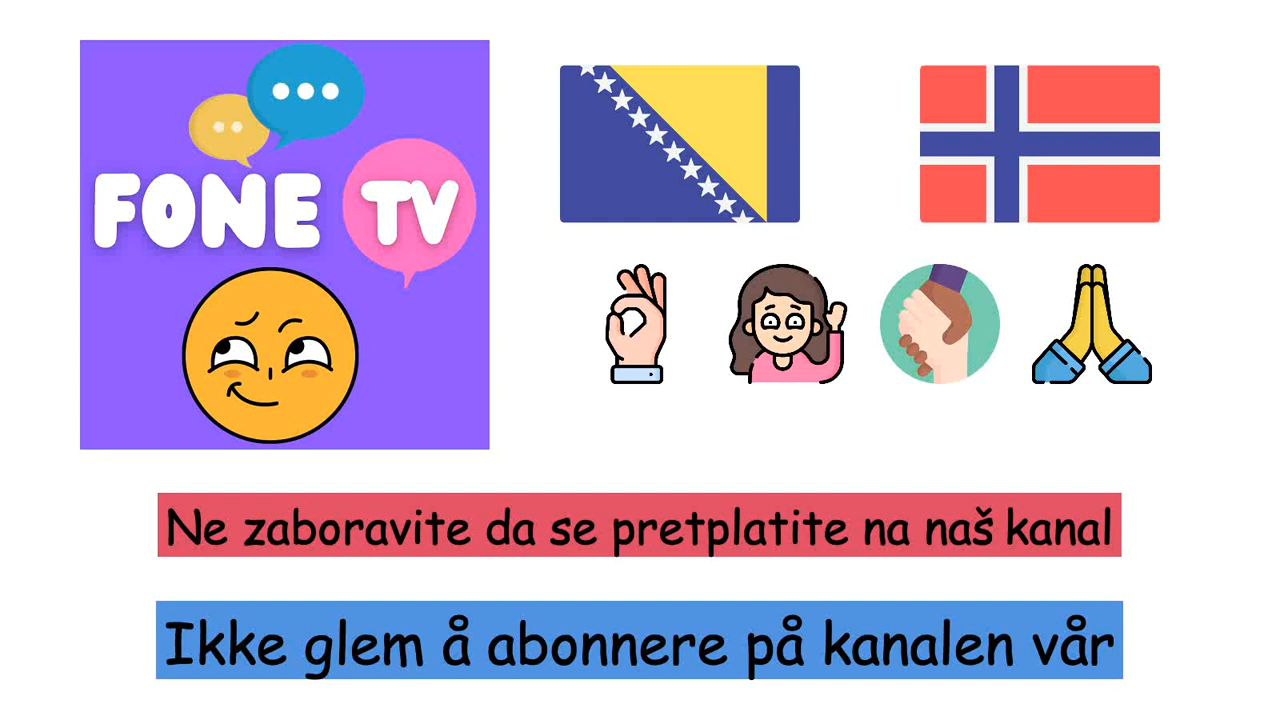 FONE TV
Ne zaboravite da se pretplatite na naš kanal
Ikke glem å abonnere på kanalen vår